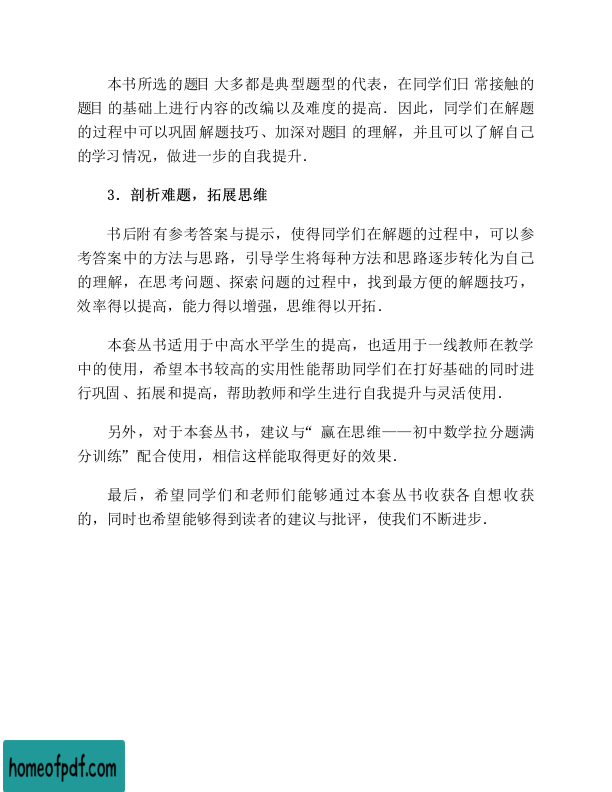 本书所选的题目大多都是典型题型的代表，在同学们日常接触的
题目的基础上进行内容的改编以及难度的提高．因此，同学们在解题
的过程中可以巩固解题技巧、加深对题目的理解，并且可以了解自己
的学习情况，做进一步的自我提升．
3．剖析难题，拓展思维
书后附有参考答案与提示，使得同学们在解题的过程中，可以参
考答案中的方法与思路，引导学生将每种方法和思路逐步转化为自己
的理解，在思考问题、探索问题的过程中，找到最方便的解题技巧，
效率得以提高，能力得以增强，思维得以开拓．
本套丛书适用于中高水平学生的提高，也适用于一线教师在教学
中的使用，希望本书较高的实用性能帮助同学们在打好基础的同时进
行巩固、拓展和提高，帮助教师和学生进行自我提升与灵活使用．
另外，对于本套丛书，建议与“赢在思维——初中数学拉分题满
分训练”配合使用，相信这样能取得更好的效果．
最后，希望同学们和老师们能够通过本套丛书收获各自想收获
的，同时也希望能够得到读者的建议与批评，使我们不断进步．
homeofpdf.com